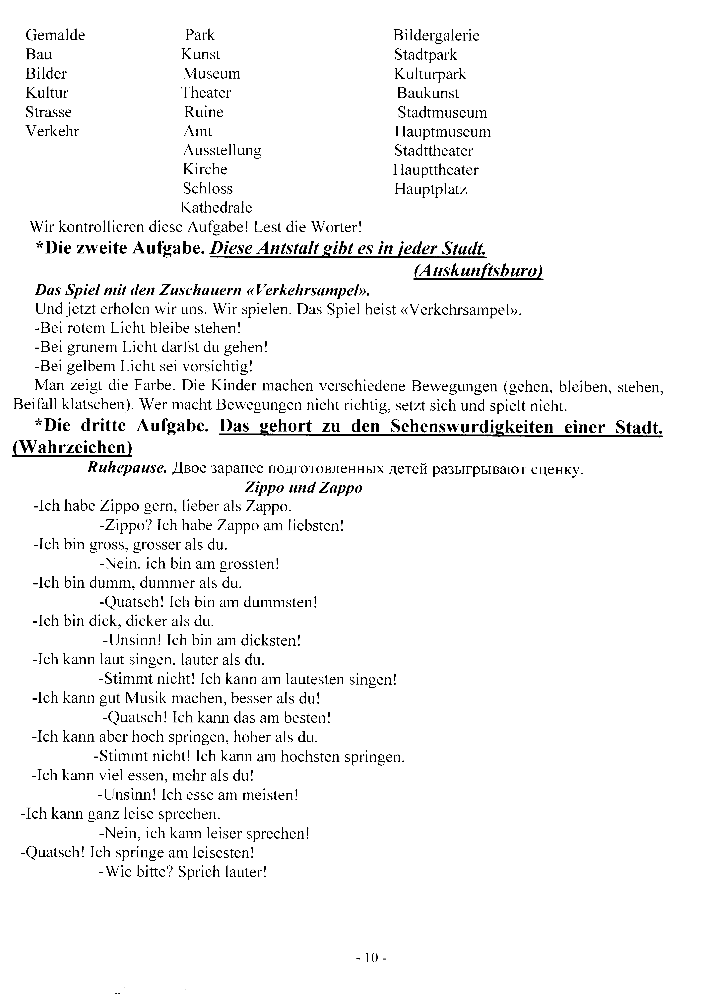 Gemalde Park Bildergalerie
Bau Kunst Stadtpark
Bilder Museum Kulturpark
Kultur Theater Baukunst
Strasse Ruine Stadtmuseum
Verkehr Amt Hauptmuseum
Ausstellung Stadttheater
Kirche Haupttheater
Schloss Hauptplatz
Kathedrale
Wir kontrollieren diese Aufgabe! Lest die Worter!
*Die zweite Aufgabe. Diese Antstalt gibt es in jeder Stadt.
(Auskunftsburo)
Das Spiel mit den Zuschauern «Verkehrsampel».
Und jetzt erholen wir uns. Wir spielen. Das Spiel heist «Verkehrsampel».
-Bei rotem Licht bleibe stehen!
-Bei grunem Licht darfst du gehen!
-Bei gelbem Licht sei vorsichtig!
Man zeigt die Farbe. Die Kinder machen verschiedene Bewegungen (gehen, bleiben, stehen,
Beifall klatschen). Wer macht Bewegungen nicht richtig, setzt sich und spielt nicht.
*Die dritte Aufgabe. Das gehort zu den Sehenswurdigkeiten einer Stadt.
(Wahrzeichen)
Ruhepause. Двое заранее подготовленных детей разыгрывают сценку.
Zippo und Zappo
-Ich habe Zippo gern, lieber als Zappo.
-Zippo? Ich habe Zappo am liebsten!
-Ich bin gross, grosser als du.
-Nein, ich bin am grossten!
-Ich bin dumm, dummer als du.
-Quatsch! Ich bin am dummsten!
-Ich bin dick, dicker als du.
-Unsinn! Ich bin am dicksten!
-Ich kann laut singen, lauter als du.
-Stimmt nicht! Ich kann am lautesten singen!
-Ich kann gut Musik machen, besser als du!
-Quatsch! Ich kann das am besten!
-Ich kann aber hoch springen, hoher als du.
-Stimmt nicht! Ich kann am hochsten springen.
-Ich kann viel essen, mehr als du!
-Unsinn! Ich esse am meisten!
-Ich kann ganz leise sprechen.
-Nein, ich kann leiser sprechen!
-Quatsch! Ich springe am leisesten!
-Wie bitte? Sprich lauter!
- 10 -